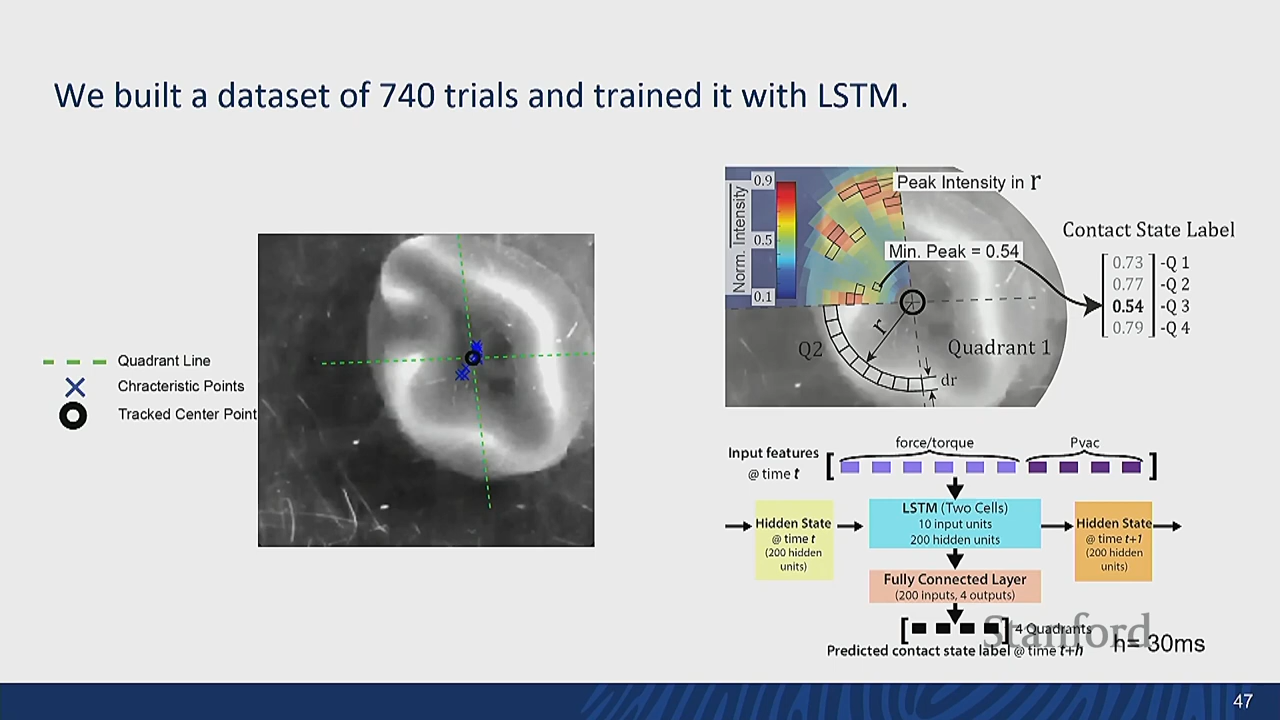 We built a dataset of 740 trials and trained it with LSTM.
Quadrant Line
Chracteristic Points
Tracked Center Point
0.9
0.5
0.1
Norm. Intensity
Peak Intensity in r
Min. Peak = 0.54
r
Q2
Quadrant 1
dr
Contact State Label
0.73 -Q 1
0.77 -Q 2
0.54 -Q 3
0.79 -Q 4
force/torque
Pvac
Input features
@ time t
[ ]
Hidden State
@ time t
(200 hidden
units)
LSTM (Two Cells)
10 input units
200 hidden units
Hidden State
@ time t+1
(200 hidden
units)
Fully Connected Layer
(200 inputs, 4 outputs)
[ ] 4 Quadrants
Predicted contact state label @ time t+h
Stanford
h= 30ms
47